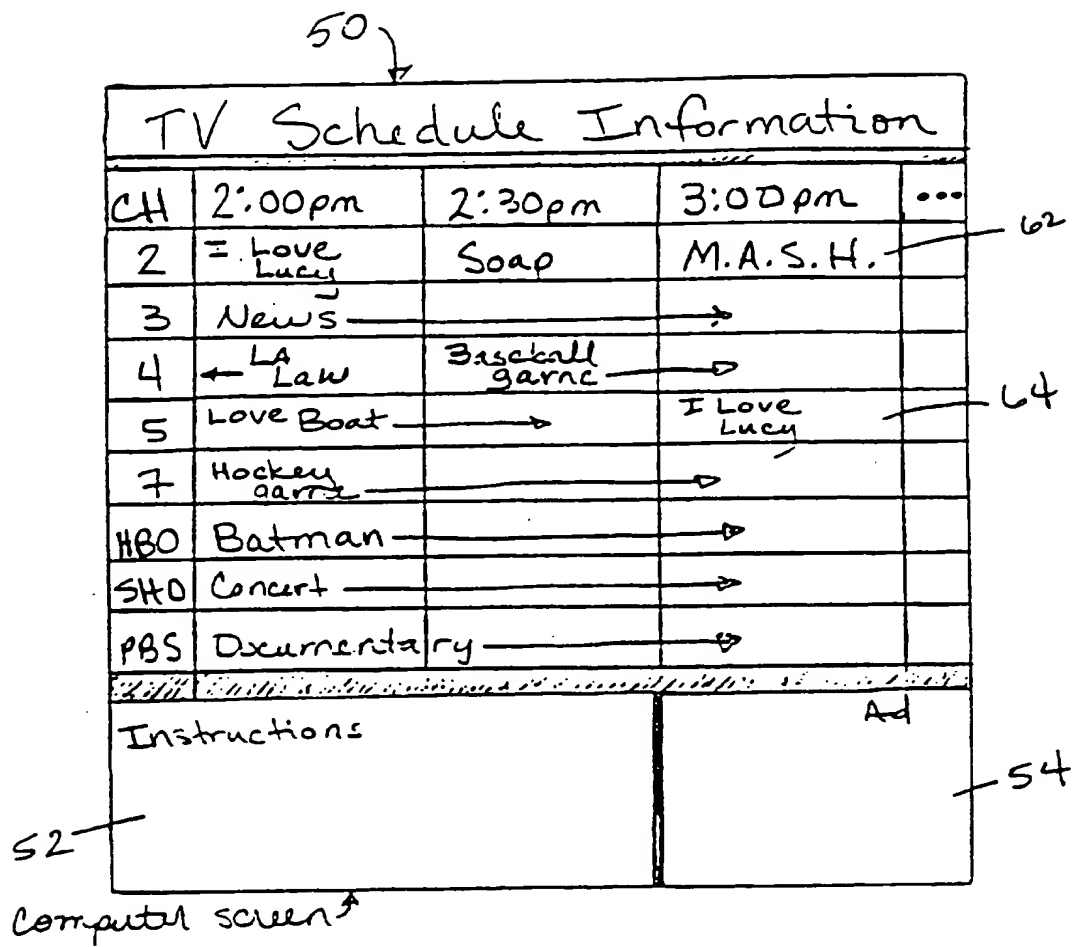 50
TV Schedule Information
CH 2:00pm 2:30pm 3:00pm •••
62
2 I Love Lucy Soap M.A.S.H.
3 News
4 LA Law Baseball game
64
5 Love Boat I Love Lucy
7 Hockey game
HBO Batman
SHO Concert
PBS Documentary
Ad
Instructions
54
52
Computer screen